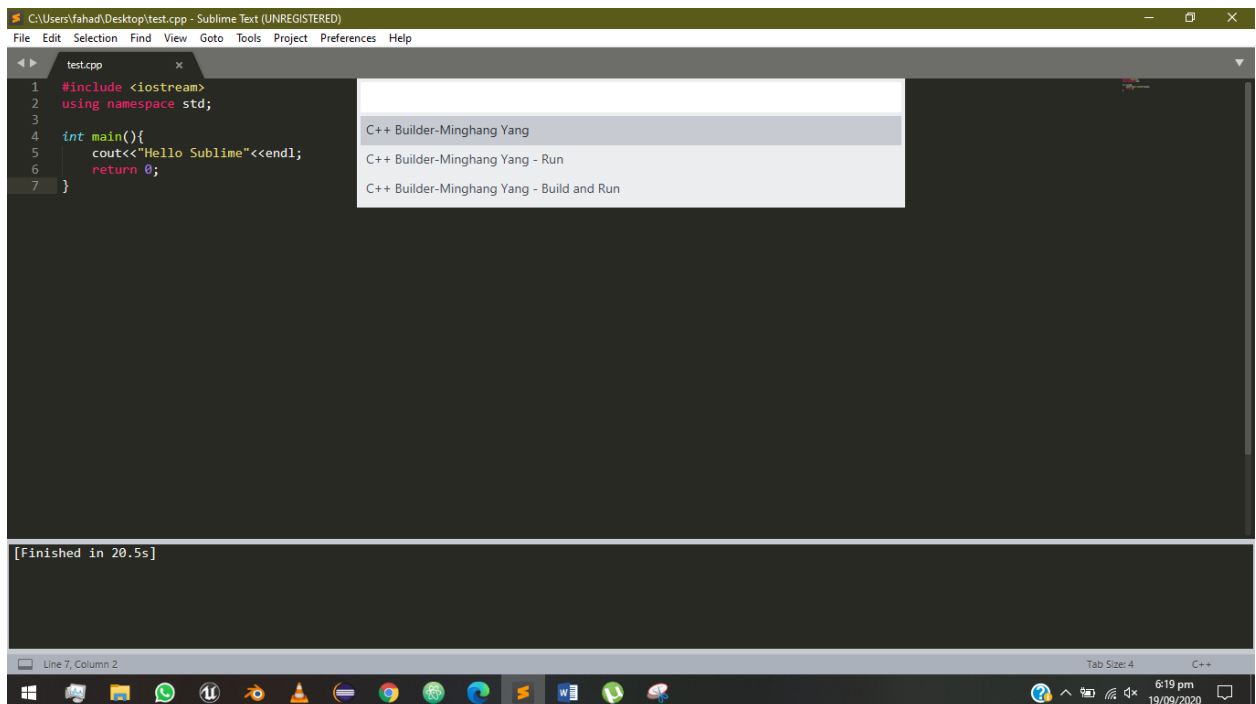 C:\Users\fahad\Desktop\test.cpp - Sublime Text (UNREGISTERED)
File Edit Selection Find View Goto Tools Project Preferences Help
test.cpp
1 #include <iostream>
2 using namespace std;
3
4 int main(){
5 cout<<"Hello Sublime"<<endl;
6 return 0;
7 }
C++ Builder-Minghang Yang
C++ Builder-Minghang Yang - Run
C++ Builder-Minghang Yang - Build and Run
[Finished in 20.5s]
Line 7, Column 2
Tab Size: 4
C++
6:19 pm
19/09/2020